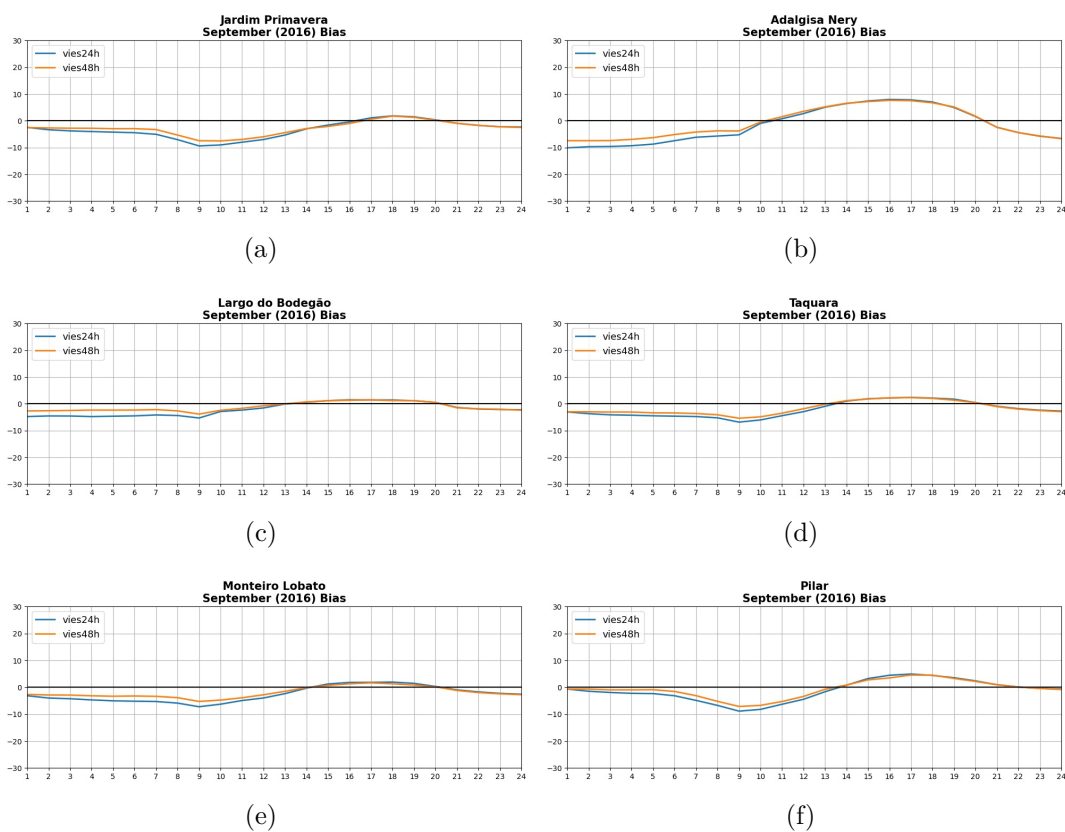 Jardim Primavera
September (2016) Bias
30
20
10
0
−10
−20
−30
vies24h
vies48h
1 2 3 4 5 6 7 8 9 10 11 12 13 14 15 16 17 18 19 20 21 22 23 24
(a)
Adalgisa Nery
September (2016) Bias
30
20
10
0
−10
−20
−30
vies24h
vies48h
1 2 3 4 5 6 7 8 9 10 11 12 13 14 15 16 17 18 19 20 21 22 23 24
(b)
Largo do Bodegão
September (2016) Bias
30
20
10
0
−10
−20
−30
vies24h
vies48h
1 2 3 4 5 6 7 8 9 10 11 12 13 14 15 16 17 18 19 20 21 22 23 24
(c)
Taquara
September (2016) Bias
30
20
10
0
−10
−20
−30
vies24h
vies48h
1 2 3 4 5 6 7 8 9 10 11 12 13 14 15 16 17 18 19 20 21 22 23 24
(d)
Monteiro Lobato
September (2016) Bias
30
20
10
0
−10
−20
−30
vies24h
vies48h
1 2 3 4 5 6 7 8 9 10 11 12 13 14 15 16 17 18 19 20 21 22 23 24
(e)
Pilar
September (2016) Bias
30
20
10
0
−10
−20
−30
vies24h
vies48h
1 2 3 4 5 6 7 8 9 10 11 12 13 14 15 16 17 18 19 20 21 22 23 24
(f)